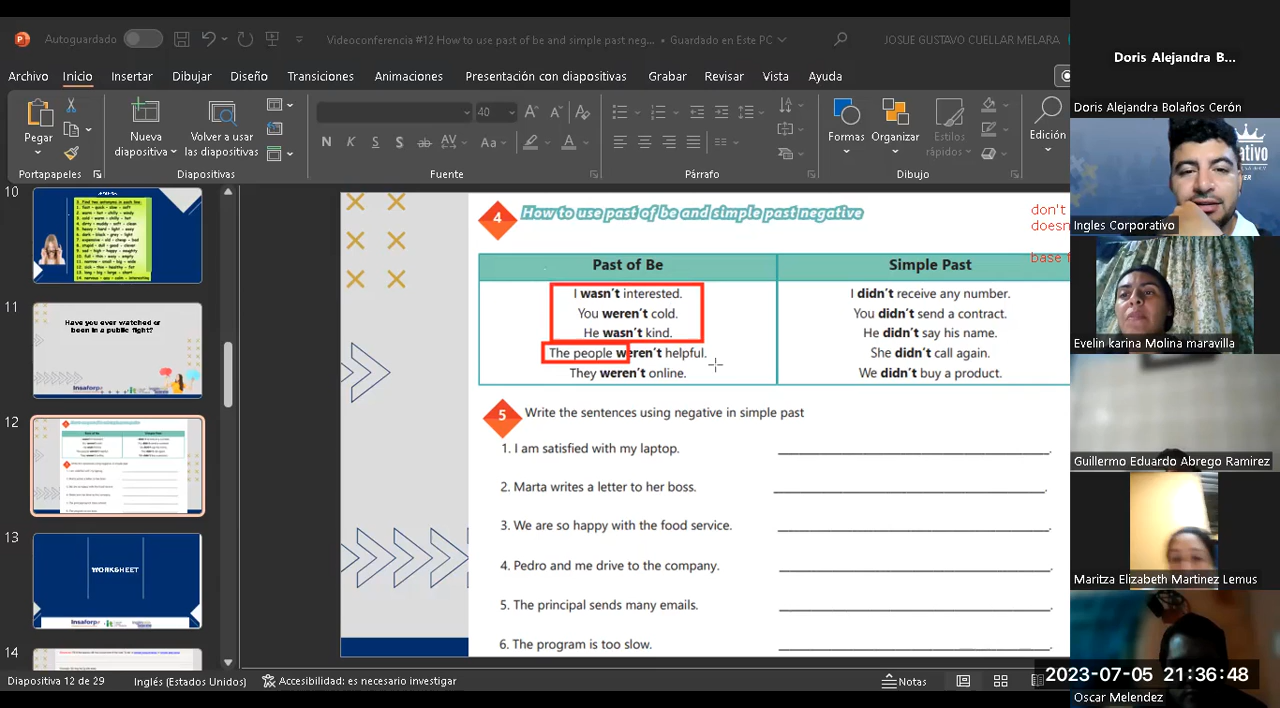 Autoguardado
Videoconferencia #12 How to use past of be and simple past neg... • Guardado en Este PC
JOSUE GUSTAVO CUELLAR MELARA
Archivo Inicio Insertar Dibujar Diseño Transiciones Animaciones Presentación con diapositivas Grabar Revisar Vista Ayuda
Pegar
Nueva diapositiva
Volver a usar las diapositivas
40
N K S S ab AV Aa A
Formas Organizar Estilos rápidos Edición
Portapapeles Diapositivas Fuente Párrafo Dibujo
10
11
Have you ever watched or
been in a public fight?
12
13
WORKSHEET
14
4 How to use past of be and simple past negative
don't
doesn
base f
Past of Be Simple Past
I wasn't interested. I didn't receive any number.
You weren't cold. You didn't send a contract.
He wasn't kind. He didn't say his name.
The people weren't helpful. She didn't call again.
They weren't online. We didn't buy a product.
5 Write the sentences using negative in simple past
1. I am satisfied with my laptop. ____________.
2. Marta writes a letter to her boss. ____________.
3. We are so happy with the food service. ____________.
4. Pedro and me drive to the company. ____________.
5. The principal sends many emails. ____________.
6. The program is too slow. ____________.
Diapositiva 12 de 29 Inglés (Estados Unidos) Accesibilidad: es necesario investigar Notas
Doris Alejandra B...
Doris Alejandra Bolaños Cerón
Ingles Corporativo
Evelin karina Molina maravilla
Guillermo Eduardo Abrego Ramirez
Maritza Elizabeth Martinez Lemus
2023-07-05 21:36:48
Oscar Melendez